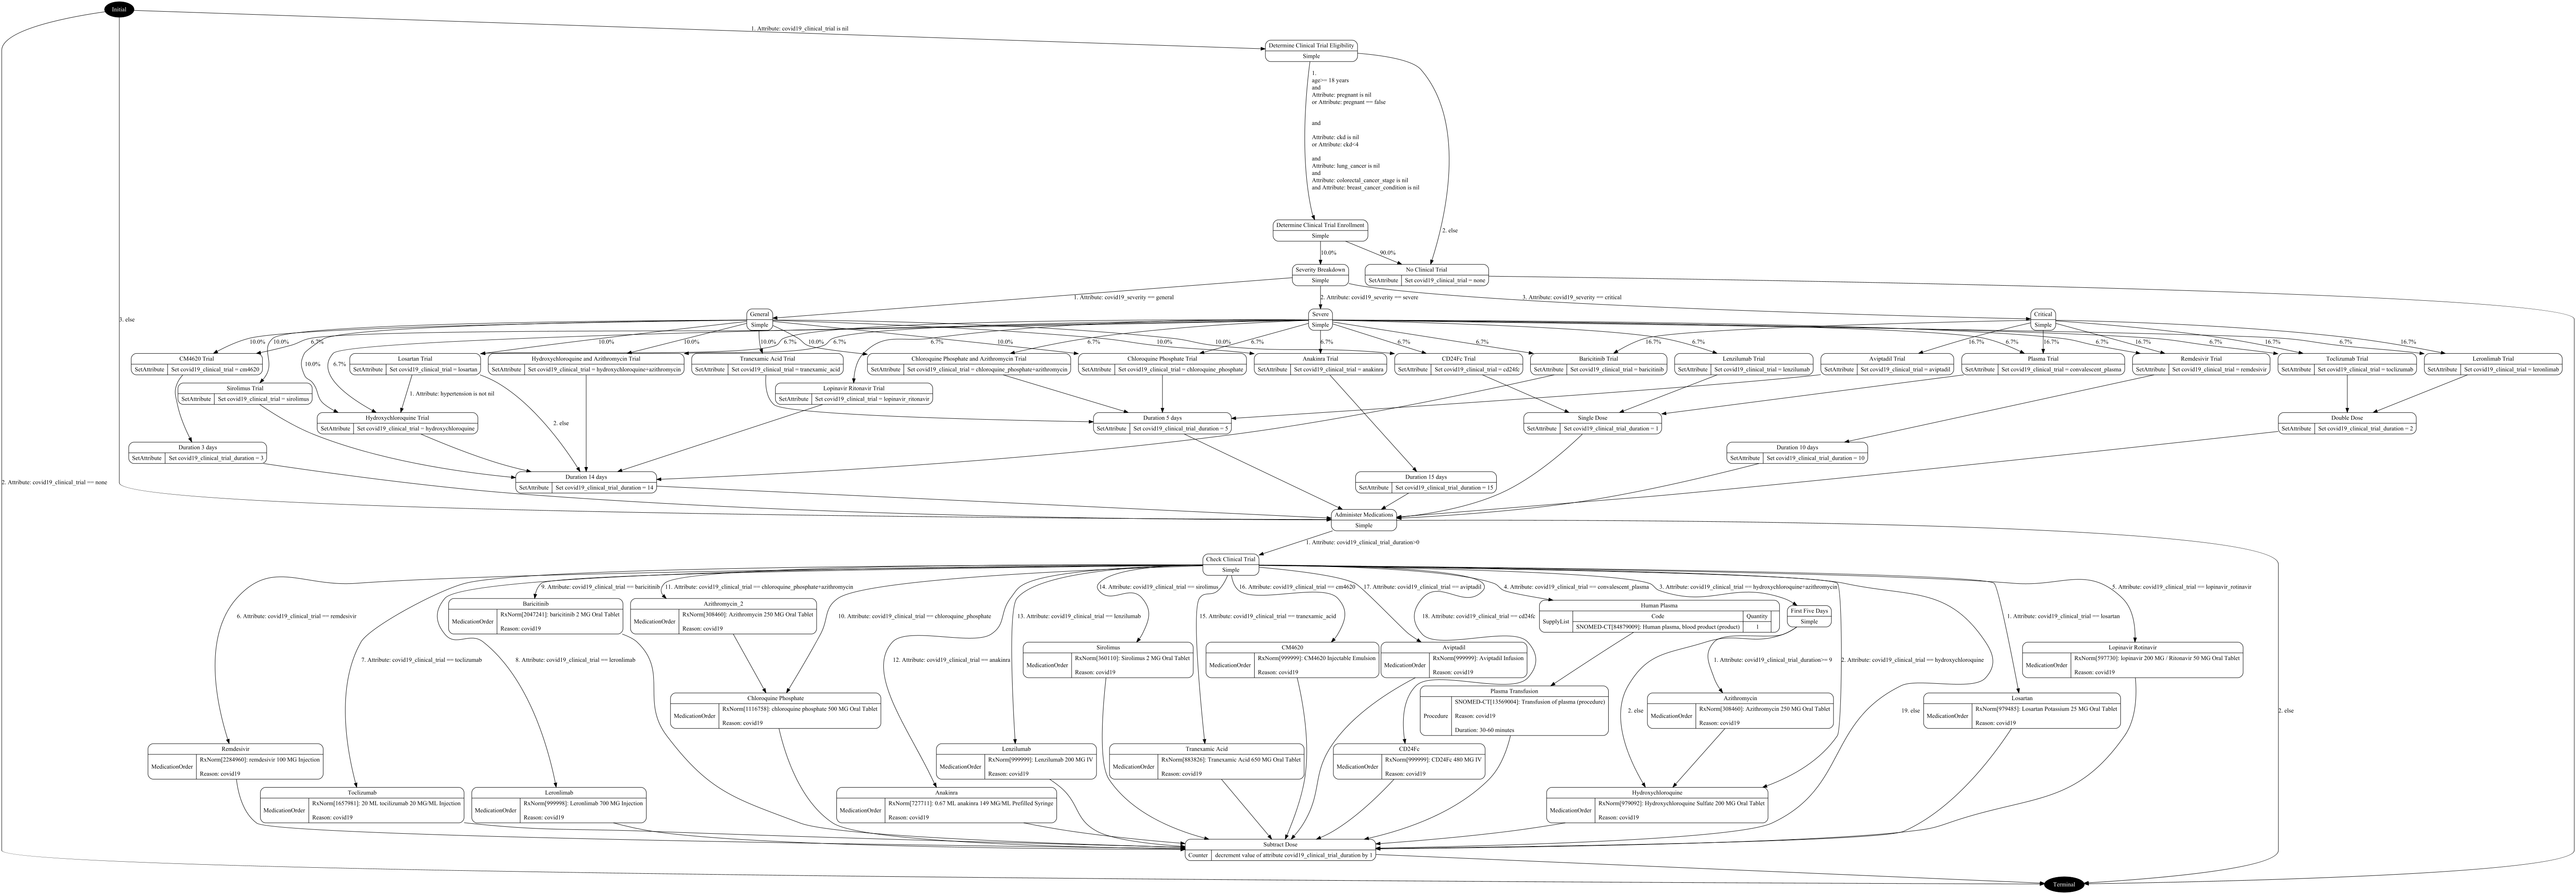 Initial
1. Attribute: covid19_clinical_trial is nil
Determine Clinical Trial Eligibility
Simple
1.
age>= 18 years
and
Attribute: pregnant is nil
or Attribute: pregnant == false
and
Attribute: ckd is nil
or Attribute: ckd<4
and
Attribute: lung_cancer is nil
and
Attribute: colorectal_cancer_stage is nil
and Attribute: breast_cancer_condition is nil
2. else
Determine Clinical Trial Enrollment
Simple
10.0%
90.0%
Severity Breakdown
Simple
No Clinical Trial
SetAttribute
Set covid19_clinical_trial = none
1. Attribute: covid19_severity == general
2. Attribute: covid19_severity == severe
3. Attribute: covid19_severity == critical
3. else
General
Simple
Severe
Simple
Critical
Simple
10.0%
10.0%
6.7%
10.0%
6.7%
10.0%
10.0%
6.7%
10.0%
10.0%
6.7%
6.7%
10.0%
6.7%
10.0%
6.7%
6.7%
6.7%
16.7%
6.7%
16.7%
6.7%
16.7%
16.7%
6.7%
16.7%
6.7%
16.7%
CM4620 Trial
SetAttribute
Set covid19_clinical_trial = cm4620
Losartan Trial
SetAttribute
Set covid19_clinical_trial = losartan
Hydroxychloquine and Azithromycin Trial
SetAttribute
Set covid19_clinical_trial = hydroxychloquine+azithromycin
Tranexamic Acid Trial
SetAttribute
Set covid19_clinical_trial = tranexamic_acid
Chloroquine Phosphate and Azithromycin Trial
SetAttribute
Set covid19_clinical_trial = chloroquine_phosphate+azithromycin
Chloroquine Phosphate Trial
SetAttribute
Set covid19_clinical_trial = chloroquine_phosphate
Anakinra Trial
SetAttribute
Set covid19_clinical_trial = anakinra
CD24Fc Trial
SetAttribute
Set covid19_clinical_trial = cd24fc
Baricitinib Trial
SetAttribute
Set covid19_clinical_trial = baricitinib
Lenzilumab Trial
SetAttribute
Set covid19_clinical_trial = lenzilumab
Aviptadil Trial
SetAttribute
Set covid19_clinical_trial = aviptadil
Plasma Trial
SetAttribute
Set covid19_clinical_trial = convalescent_plasma
Remdesivir Trial
SetAttribute
Set covid19_clinical_trial = remdesivir
Toclizumab Trial
SetAttribute
Set covid19_clinical_trial = toclizumab
Leronlimab Trial
SetAttribute
Set covid19_clinical_trial = leronlimab
Sirolimus Trial
SetAttribute
Set covid19_clinical_trial = sirolimus
1. Attribute: hypertension is not nil
Lopinavir Ritonavir Trial
SetAttribute
Set covid19_clinical_trial = lopinavir_ritonavir
Hydroxychloquine Trial
SetAttribute
Set covid19_clinical_trial = hydroxychloquine
2. else
Duration 5 days
SetAttribute
Set covid19_clinical_trial_duration = 5
Single Dose
SetAttribute
Set covid19_clinical_trial_duration = 1
Double Dose
SetAttribute
Set covid19_clinical_trial_duration = 2
Duration 3 days
SetAttribute
Set covid19_clinical_trial_duration = 3
Duration 10 days
SetAttribute
Set covid19_clinical_trial_duration = 10
2. Attribute: covid19_clinical_trial == none
Duration 14 days
SetAttribute
Set covid19_clinical_trial_duration = 14
Duration 15 days
SetAttribute
Set covid19_clinical_trial_duration = 15
Administer Medications
Simple
1. Attribute: covid19_clinical_trial_duration>0
Check Clinical Trial
Simple
9. Attribute: covid19_clinical_trial == baricitinib
11. Attribute: covid19_clinical_trial == chloroquine_phosphate+azithromycin
14. Attribute: covid19_clinical_trial == sirolimus
16. Attribute: covid19_clinical_trial == cm4620
17. Attribute: covid19_clinical_trial == aviptadil
4. Attribute: covid19_clinical_trial == convalescent_plasma
3. Attribute: covid19_clinical_trial == hydroxychloquine+azithromycin
5. Attribute: covid19_clinical_trial == lopinavir_rotinavir
Baricitinib
MedicationOrder
RxNorm[2047241]: baricitinib 2 MG Oral Tablet
Reason: covid19
Azithromycin_2
MedicationOrder
RxNorm[308460]: Azithromycin 250 MG Oral Tablet
Reason: covid19
Human Plasma
SupplyList
Code
Quantity
SNOMED-CT[84879009]: Human plasma, blood product (product)
1
First Five Days
Simple
6. Attribute: covid19_clinical_trial == remdesivir
10. Attribute: covid19_clinical_trial == chloroquine_phosphate
13. Attribute: covid19_clinical_trial == lenzilumab
15. Attribute: covid19_clinical_trial == tranexamic_acid
18. Attribute: covid19_clinical_trial == cd24fc
1. Attribute: covid19_clinical_trial == losartan
7. Attribute: covid19_clinical_trial == toclizumab
8. Attribute: covid19_clinical_trial == leronlimab
12. Attribute: covid19_clinical_trial == anakinra
Sirolimus
MedicationOrder
RxNorm[360110]: Sirolimus 2 MG Oral Tablet
Reason: covid19
CM4620
MedicationOrder
RxNorm[999999]: CM4620 Injectable Emulsion
Reason: covid19
Aviptadil
MedicationOrder
RxNorm[999999]: Aviptadil Infusion
Reason: covid19
1. Attribute: covid19_clinical_trial_duration>= 9
2. Attribute: covid19_clinical_trial == hydroxychloquine
Lopinavir Rotinavir
MedicationOrder
RxNorm[597730]: lopinavir 200 MG / Ritonavir 50 MG Oral Tablet
Reason: covid19
Chloroquine Phosphate
MedicationOrder
RxNorm[1116758]: chloroquine phosphate 500 MG Oral Tablet
Reason: covid19
Plasma Transfusion
Procedure
SNOMED-CT[13569004]: Transfusion of plasma (procedure)
Reason: covid19
Duration: 30-60 minutes
2. else
Azithromycin
MedicationOrder
RxNorm[308460]: Azithromycin 250 MG Oral Tablet
Reason: covid19
19. else
Losartan
MedicationOrder
RxNorm[979485]: Losartan Potassium 25 MG Oral Tablet
Reason: covid19
2. else
Remdesivir
MedicationOrder
RxNorm[2284960]: remdesivir 100 MG Injection
Reason: covid19
Lenzilumab
MedicationOrder
RxNorm[999999]: Lenzilumab 200 MG IV
Reason: covid19
Tranexamic Acid
MedicationOrder
RxNorm[883826]: Tranexamic Acid 650 MG Oral Tablet
Reason: covid19
CD24Fc
MedicationOrder
RxNorm[999999]: CD24Fc 480 MG IV
Reason: covid19
Toclizumab
MedicationOrder
RxNorm[1657981]: 20 ML tocilizumab 20 MG/ML Injection
Reason: covid19
Leronlimab
MedicationOrder
RxNorm[999998]: Leronlimab 700 MG Injection
Reason: covid19
Anakinra
MedicationOrder
RxNorm[727711]: 0.67 ML anakinra 149 MG/ML Prefilled Syringe
Reason: covid19
Hydroxychloroquine
MedicationOrder
RxNorm[979092]: Hydroxychloroquine Sulfate 200 MG Oral Tablet
Reason: covid19
Subtract Dose
Counter
decrement value of attribute covid19_clinical_trial_duration by 1
Terminal